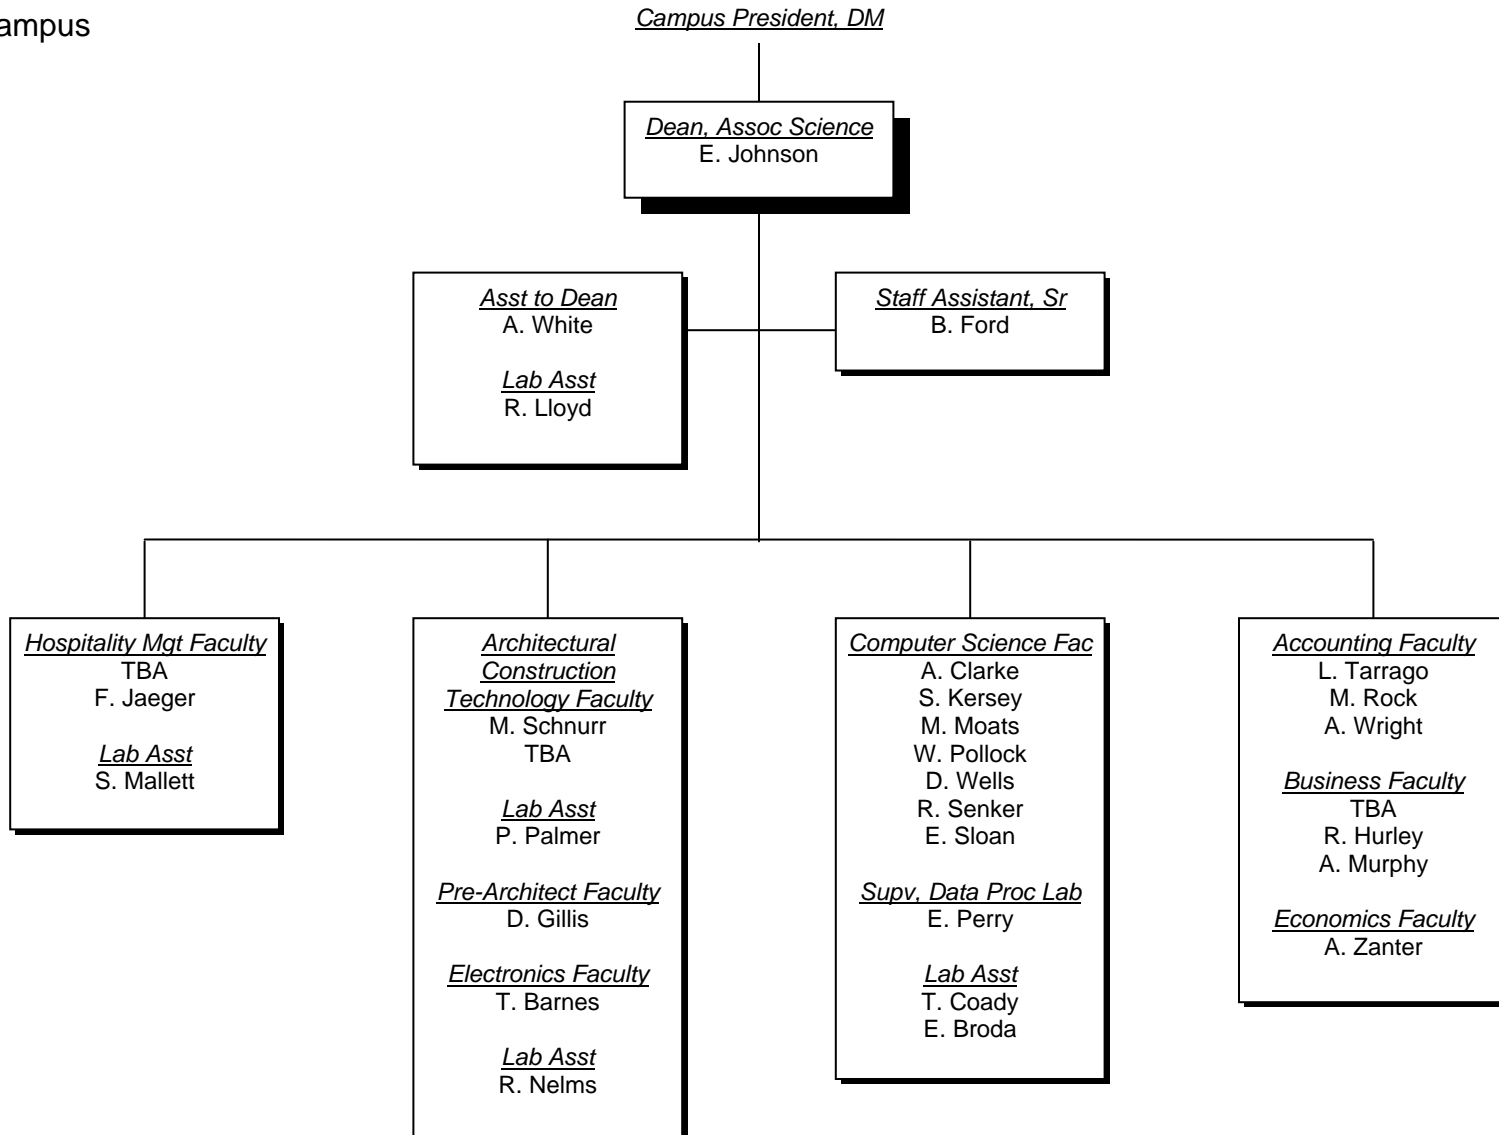 ampus
Campus President, DM
Dean, Assoc Science
E. Johnson
Asst to Dean
A. White
Lab Asst
R. Lloyd
Staff Assistant, Sr
B. Ford
Hospitality Mgt Faculty
TBA
F. Jaeger
Lab Asst
S. Mallett
Architectural
Construction
Technology Faculty
M. Schnurr
TBA
Lab Asst
P. Palmer
Pre-Architect Faculty
D. Gillis
Electronics Faculty
T. Barnes
Lab Asst
R. Nelms
Computer Science Fac
A. Clarke
S. Kersey
M. Moats
W. Pollock
D. Wells
R. Senker
E. Sloan
Supv, Data Proc Lab
E. Perry
Lab Asst
T. Coady
E. Broda
Accounting Faculty
L. Tarrago
M. Rock
A. Wright
Business Faculty
TBA
R. Hurley
A. Murphy
Economics Faculty
A. Zanter